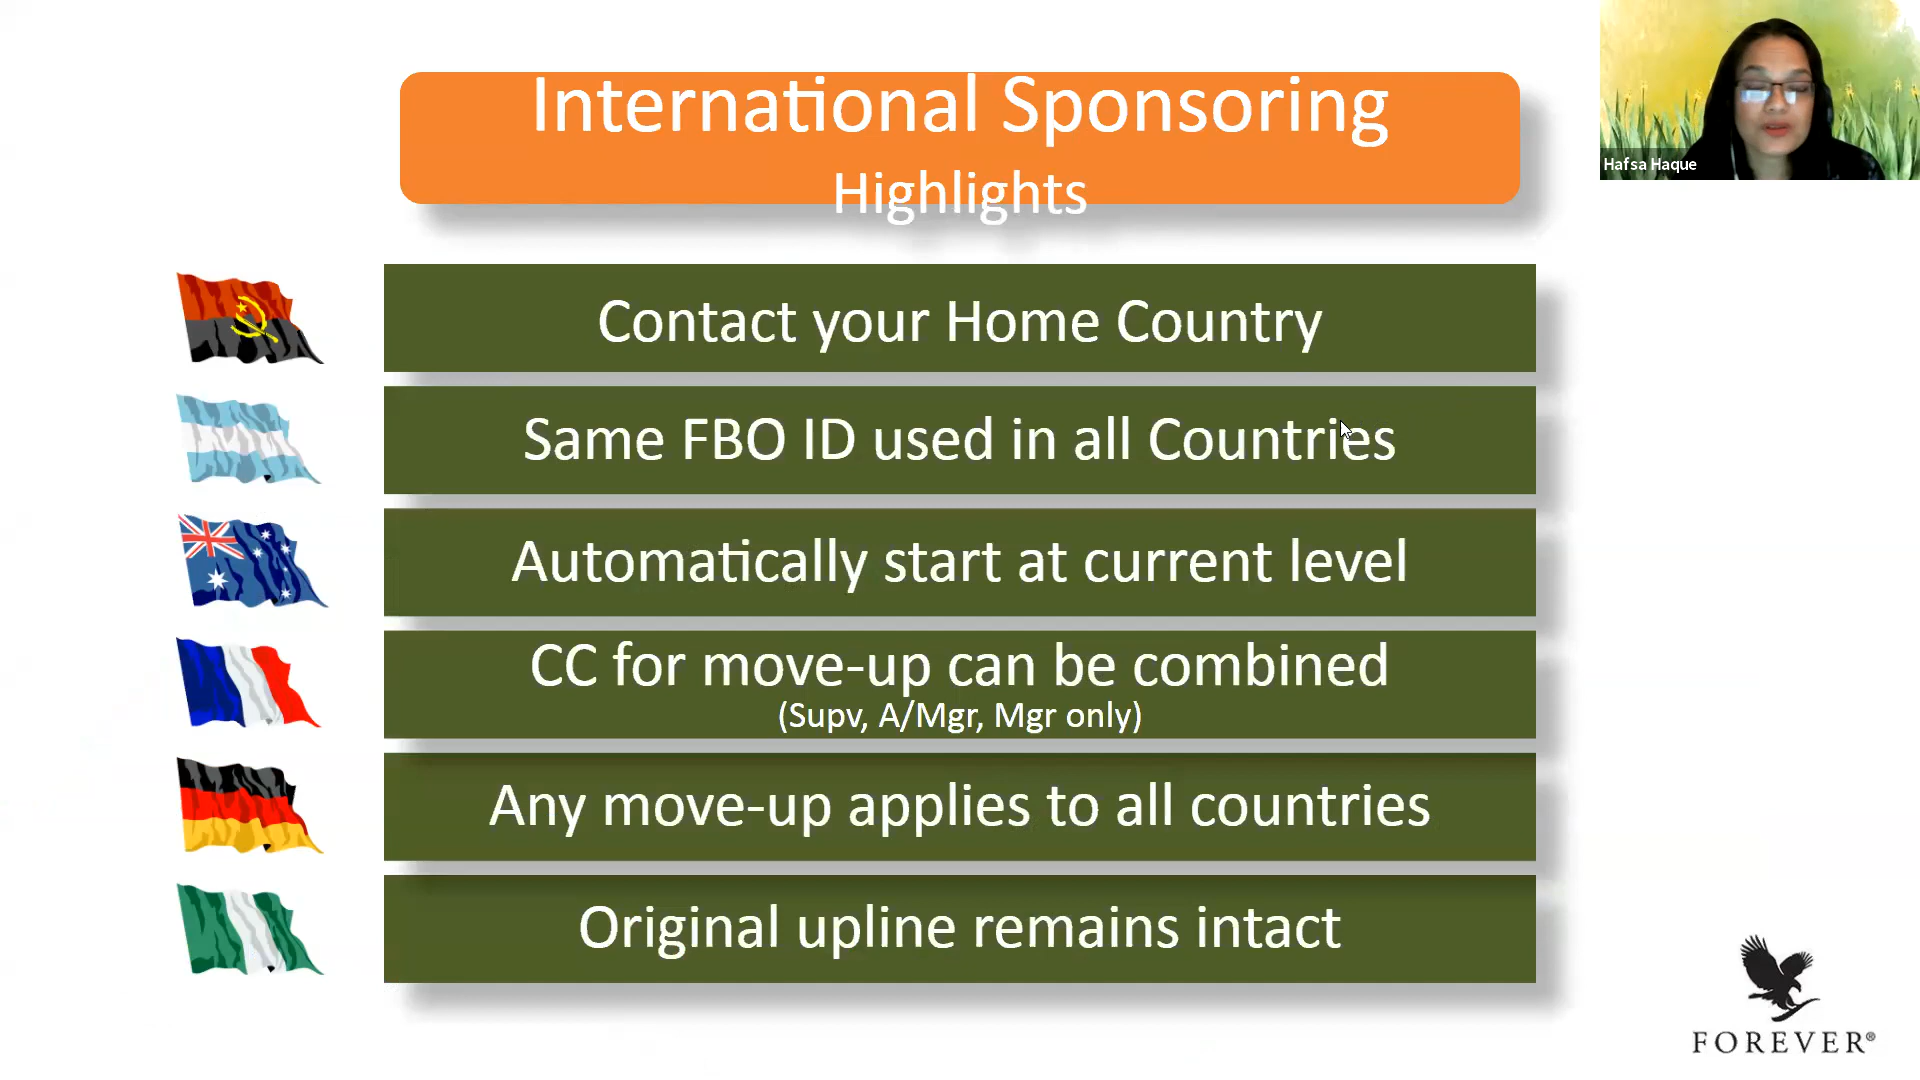 International Sponsoring
Highlights
Hafsa Haque
Contact your Home Country
Same FBO ID used in all Countries
Automatically start at current level
CC for move-up can be combined
(Supv, A/Mgr, Mgr only)
Any move-up applies to all countries
Original upline remains intact
FOREVER®